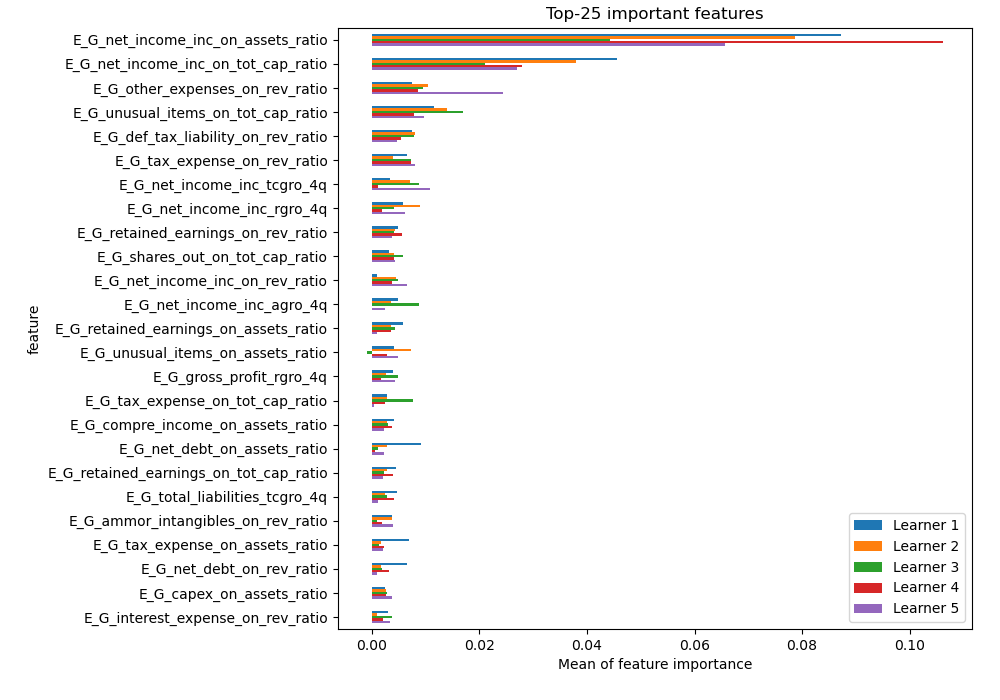 Top-25 important features
E_G_net_income_inc_on_assets_ratio
E_G_net_income_inc_on_tot_cap_ratio
E_G_other_expenses_on_rev_ratio
E_G_unusual_items_on_tot_cap_ratio
E_G_def_tax_liability_on_rev_ratio
E_G_tax_expense_on_rev_ratio
E_G_net_income_inc_tcgro_4q
E_G_net_income_inc_rgro_4q
E_G_retained_earnings_on_rev_ratio
E_G_shares_out_on_tot_cap_ratio
E_G_net_income_inc_on_rev_ratio
E_G_net_income_inc_agro_4q
E_G_retained_earnings_on_assets_ratio
E_G_unusual_items_on_assets_ratio
E_G_gross_profit_rgro_4q
E_G_tax_expense_on_tot_cap_ratio
E_G_compre_income_on_assets_ratio
E_G_net_debt_on_assets_ratio
E_G_retained_earnings_on_tot_cap_ratio
E_G_total_liabilities_tcgro_4q
E_G_ammor_intangibles_on_rev_ratio
E_G_tax_expense_on_assets_ratio
E_G_net_debt_on_rev_ratio
E_G_capex_on_assets_ratio
E_G_interest_expense_on_rev_ratio
feature
Learner 1
Learner 2
Learner 3
Learner 4
Learner 5
0.00 0.02 0.04 0.06 0.08 0.10
Mean of feature importance